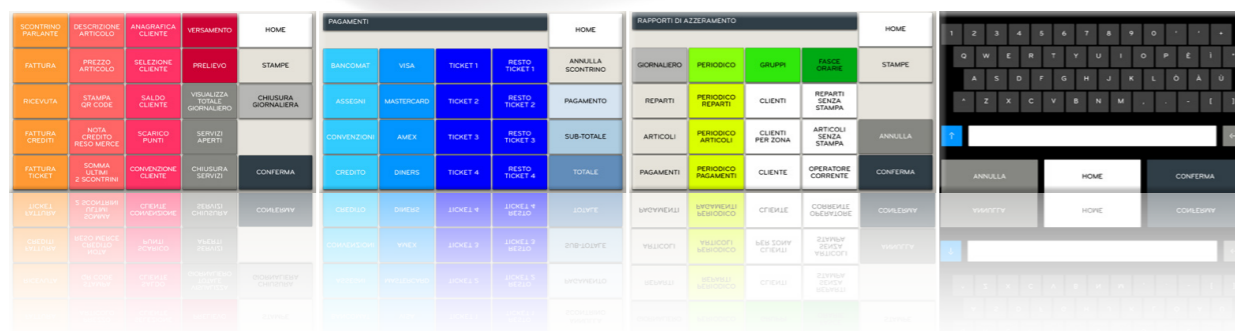 SCONTRINO PARLANTE
DESCRIZIONE ARTICOLO
ANAGRAFICA CLIENTE
VERSAMENTO
HOME
FATTURA
PREZZO ARTICOLO
SELEZIONE CLIENTE
PRELIEVO
STAMPE
RICEVUTA
STAMPA QR CODE
SALDO CLIENTE
VISUALIZZA TOTALE GIORNALIERO
CHIUSURA GIORNALIERA
FATTURA CREDITI
NOTA CREDITO RESO MERCE
SCARICO PUNTI
SERVIZI APERTI
FATTURA TICKET
SOMMA ULTIMI 2 SCONTRINI
CONVENZIONE CLIENTE
CHIUSURA SERVIZI
CONFERMA
PAGAMENTI
HOME
BANCOMAT
VISA
TICKET 1
RESTO TICKET 1
ANNULLA SCONTRINO
ASSEGNI
MASTERCARD
TICKET 2
RESTO TICKET 2
PAGAMENTO
CONVENZIONI
AMEX
TICKET 3
RESTO TICKET 3
SUB-TOTALE
CREDITO
DINERS
TICKET 4
RESTO TICKET 4
TOTALE
RAPPORTI DI AZZERAMENTO
HOME
GIORNALIERO
PERIODICO
GRUPPI
FASCE ORARIE
STAMPE
REPARTI
PERIODICO REPARTI
CLIENTI
REPARTI SENZA STAMPA
ARTICOLI
PERIODICO ARTICOLI
CLIENTI PER ZONA
ARTICOLI SENZA STAMPA
ANNULLA
PAGAMENTI
PERIODICO PAGAMENTI
CLIENTE
OPERATORE CORRENTE
CONFERMA
1 2 3 4 5 6 7 8 9 0 ' ' +
Q W E R T Y U I O P É Ì *
A S D F G H J K L Ò À Ù
^ Z X C V B N M , . - [ ]
ANNULLA
HOME
CONFERMA